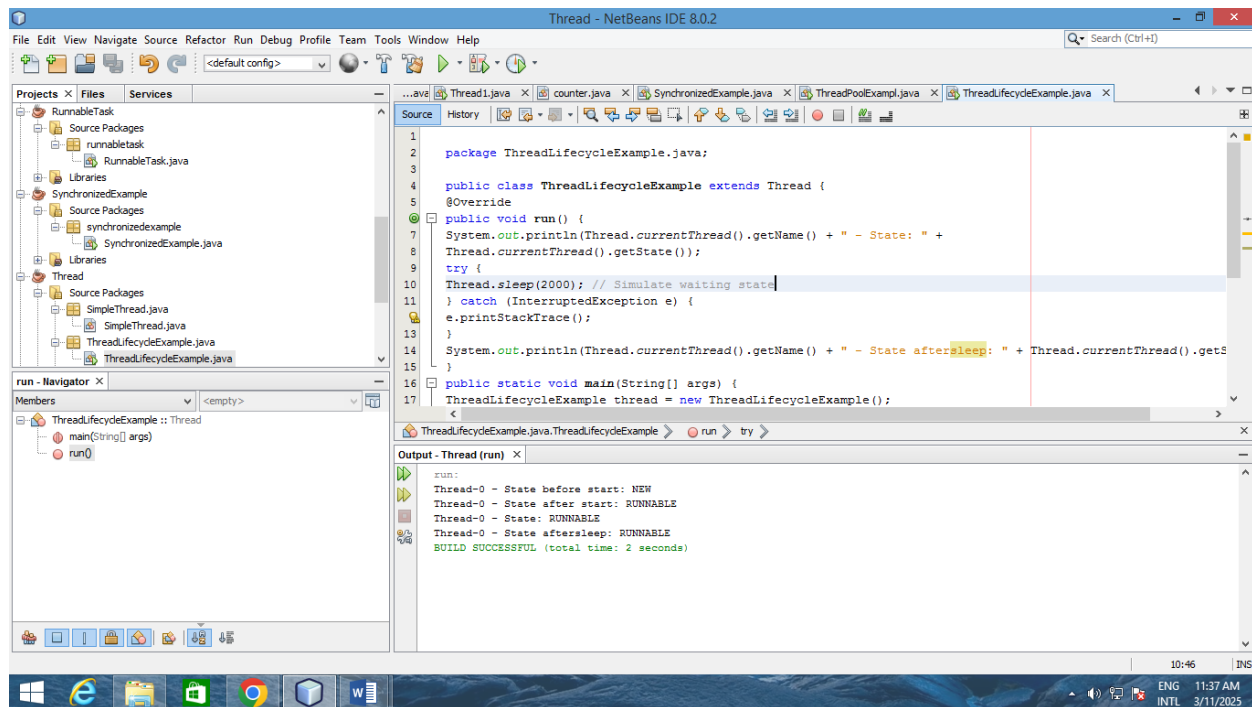 Thread - NetBeans IDE 8.0.2
File Edit View Navigate Source Refactor Run Debug Profile Team Tools Window Help
Search (Ctrl+I)
<default config>
Projects Files Services
RunnableTask
Source Packages
runnabletask
RunnableTask.java
Libraries
SynchronizedExample
Source Packages
synchronizedexample
SynchronizedExample.java
Libraries
Thread
Source Packages
SimpleThread.java
SimpleThread.java
ThreadLifecycleExample.java
ThreadLifecycleExample.java
run - Navigator
Members <empty>
ThreadLifecycleExample :: Thread
main(String[] args)
run()
...ava Thread1.java counter.java SynchronizedExample.java ThreadPoolExampl.java ThreadLifecycleExample.java
Source History
1
2 package ThreadLifecycleExample.java;
3
4 public class ThreadLifecycleExample extends Thread {
5 @Override
public void run() {
7 System.out.println(Thread.currentThread().getName() + " - State: " +
8 Thread.currentThread().getState());
9 try {
10 Thread.sleep(2000); // Simulate waiting state
11 } catch (InterruptedException e) {
e.printStackTrace();
13 }
14 System.out.println(Thread.currentThread().getName() + " - State aftersleep: " + Thread.currentThread().getS
15 }
16 public static void main(String[] args) {
17 ThreadLifecycleExample thread = new ThreadLifecycleExample();
ThreadLifecycleExample.java.ThreadLifecycleExample run try
Output - Thread (run)
run:
Thread-0 - State before start: NEW
Thread-0 - State after start: RUNNABLE
Thread-0 - State: RUNNABLE
Thread-0 - State aftersleep: RUNNABLE
BUILD SUCCESSFUL (total time: 2 seconds)
10:46 INS
ENG 11:37 AM
INTL 3/11/2025